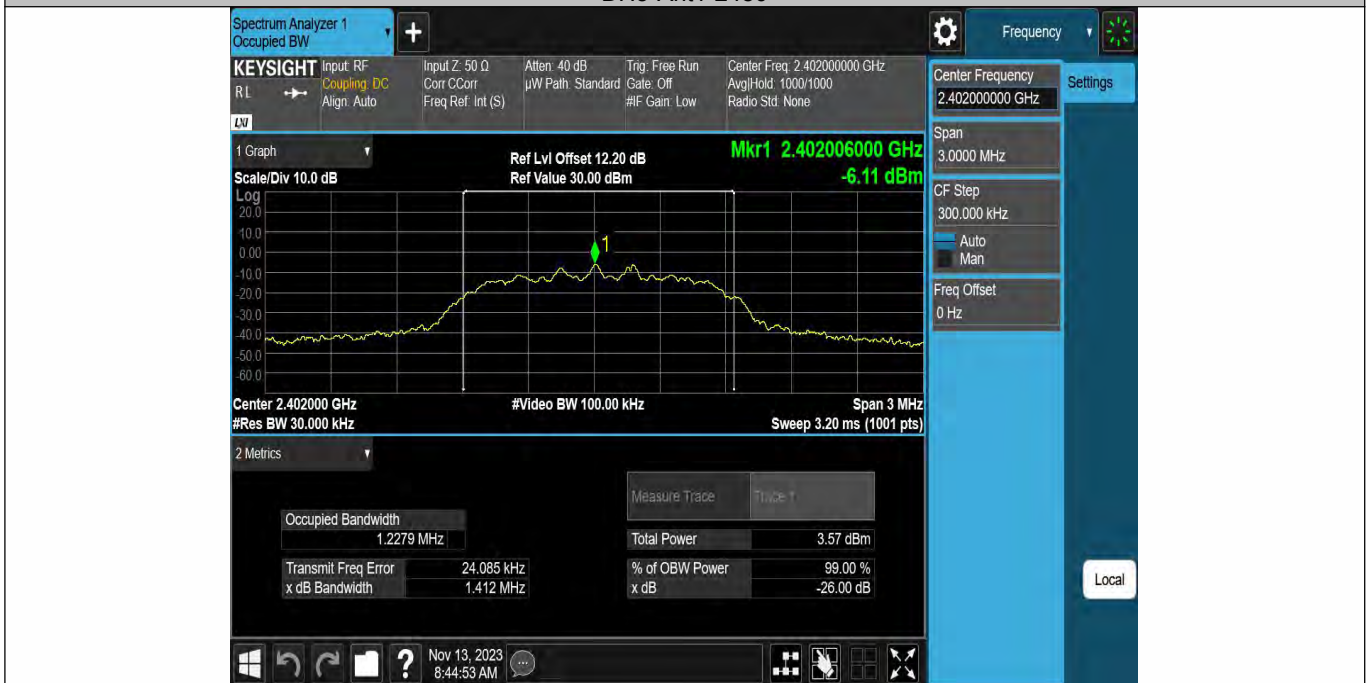 Spectrum Analyzer 1
Occupied BW
Frequency
KEYSIGHT
RL
LXI
Input: RF
Coupling: DC
Align: Auto
Input Z: 50 Ω
Corr CCorr
Freq Ref: Int (S)
Atten: 40 dB
µW Path: Standard
Trig: Free Run
Gate: Off
#IF Gain: Low
Center Freq: 2.402000000 GHz
Avg|Hold: 1000/1000
Radio Std: None
Center Frequency
2.402000000 GHz
Settings
Span
3.0000 MHz
CF Step
300.000 kHz
Auto
Man
Freq Offset
0 Hz
Local
1 Graph
Scale/Div 10.0 dB
Ref Lvl Offset 12.20 dB
Ref Value 30.00 dBm
Mkr1 2.402006000 GHz
-6.11 dBm
Log
20.0
10.0
0.00
-10.0
-20.0
-30.0
-40.0
-50.0
-60.0
1
Center 2.402000 GHz
#Res BW 30.000 kHz
#Video BW 100.00 kHz
Span 3 MHz
Sweep 3.20 ms (1001 pts)
2 Metrics
Measure Trace
Trace 1
Occupied Bandwidth
1.2279 MHz
Total Power 3.57 dBm
Transmit Freq Error 24.085 kHz
% of OBW Power 99.00 %
x dB Bandwidth 1.412 MHz
x dB -26.00 dB
?
Nov 13, 2023
8:44:53 AM